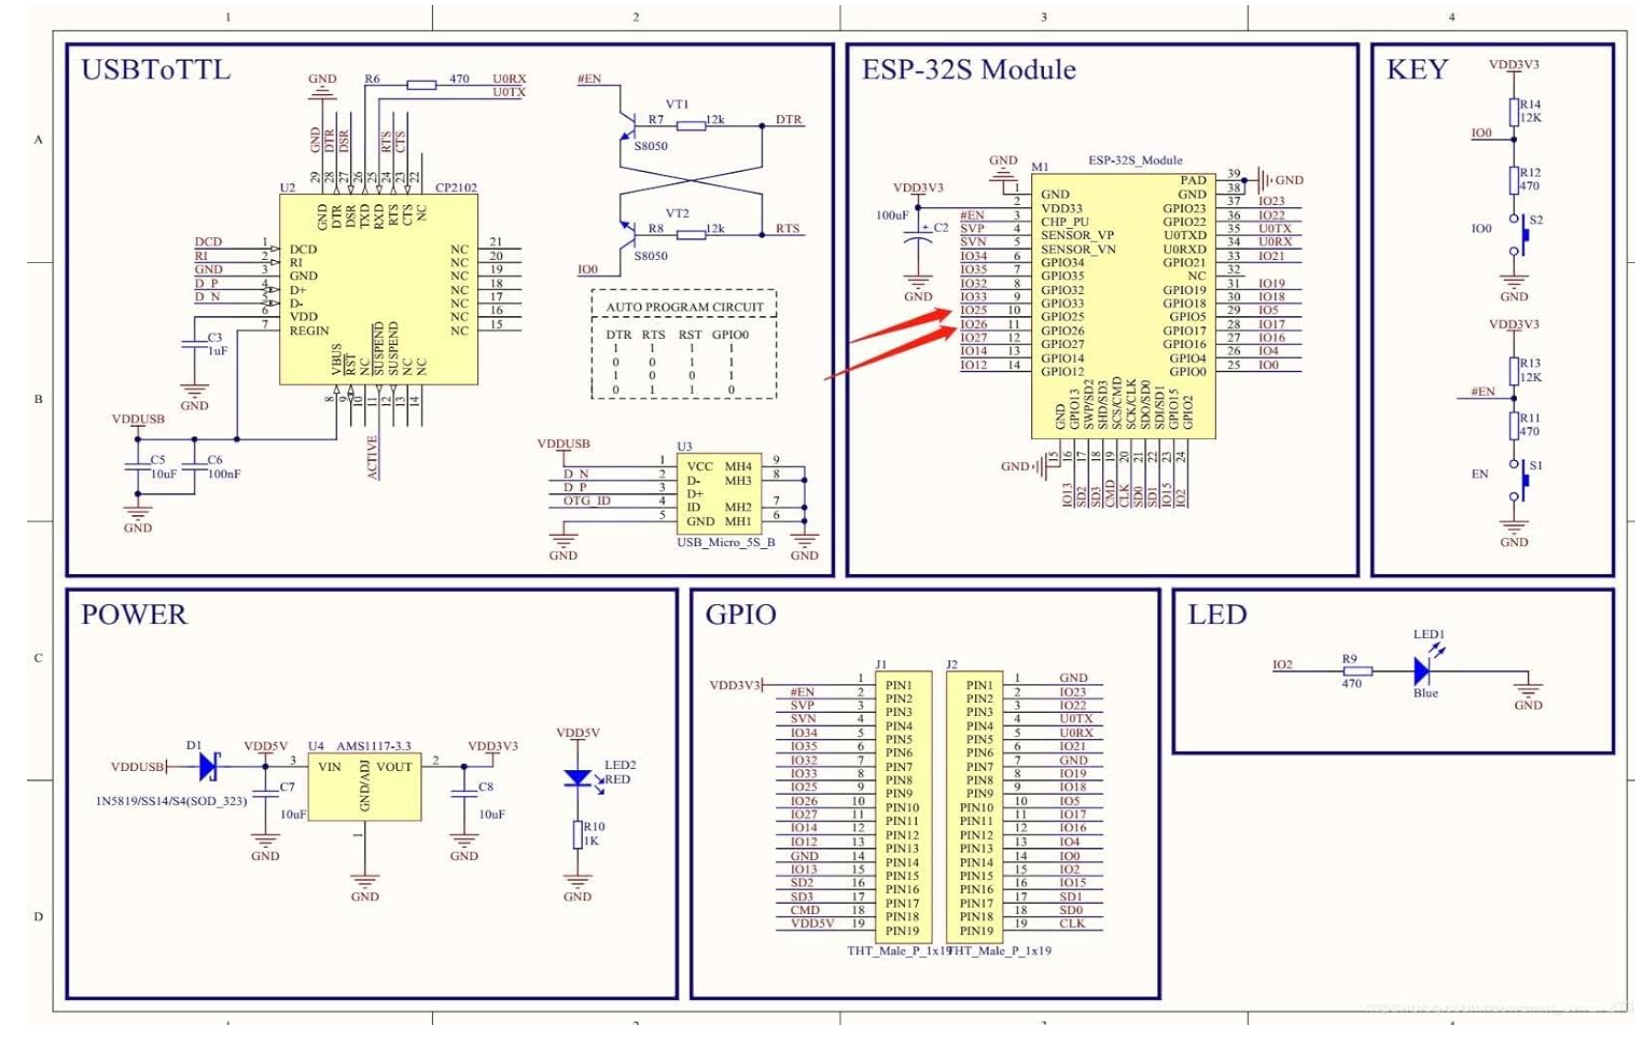 1 2 3 4
A
B
C
D
USBToTTL
GND
R6 470 U0RX
U0TX
GND
DTR
DSR
RTS
CTS
29 28 27 26 25 24 23 22
U2 CP2102
GND
DTR
DSR
TXD
RXD
RTS
CTS
NC
DCD 1 DCD
RI 2 RI
GND 3 GND
D_P 4 D+
D_N 5 D-
6 VDD
7 REGIN
NC 21
NC 20
NC 19
NC 18
NC 17
NC 16
NC 15
VBUS
RST
NC
SUSPEND
SUSPEND
NC
NC
8 9 10 11 12 13 14
ACTIVE
C3
1uF
GND
VDDUSB
C5
10uF
C6
100nF
GND
#EN
VT1
R7 12k DTR
S8050
VT2
R8 12k RTS
S8050
IO0
AUTO PROGRAM CIRCUIT
DTR RTS RST GPIO0
1 1 1 1
0 0 1 1
1 0 0 1
0 1 1 0
VDDUSB
U3
1 VCC MH4 9
D_N 2 D- MH3 8
D_P 3 D+
OTG_ID 4 ID MH2 7
5 GND MH1 6
USB_Micro_5S_B
GND
GND
ESP-32S Module
GND
M1 ESP-32S_Module
VDD3V3
100uF
C2
GND
1 GND
2 VDD33
#EN 3 CHP_PU
SVP 4 SENSOR_VP
SVN 5 SENSOR_VN
IO34 6 GPIO34
IO35 7 GPIO35
IO32 8 GPIO32
IO33 9 GPIO33
IO25 10 GPIO25
IO26 11 GPIO26
IO27 12 GPIO27
IO14 13 GPIO14
IO12 14 GPIO12
PAD 39
GND 38 GND
GPIO23 37 IO23
GPIO22 36 IO22
U0TXD 35 U0TX
U0RXD 34 U0RX
GPIO21 33 IO21
NC 32
GPIO19 31 IO19
GPIO18 30 IO18
GPIO5 29 IO5
GPIO17 28 IO17
GPIO16 27 IO16
GPIO4 26 IO4
GPIO0 25 IO0
GND
GPIO13
SWP/SD2
SHD/SD3
SCS/CMD
SCK/CLK
SDO/SD0
SDI/SD1
GPIO15
GPIO2
GND 15 16 17 18 19 20 21 22 23 24
IO13
SD2
SD3
CMD
CLK
SD0
SD1
IO15
IO2
KEY
VDD3V3
R14
12K
IO0
R12
470
S2
IO0
GND
VDD3V3
R13
12K
#EN
R11
470
S1
EN
GND
POWER
D1
VDDUSB
1N5819/SS14/S4(SOD_323)
VDD5V
C7
10uF
GND
U4 AMS1117-3.3
3 VIN VOUT 2
GND/ADJ
1
GND
VDD3V3
C8
10uF
GND
VDD5V
LED2
RED
R10
1K
GND
GPIO
J1 J2
VDD3V3 1 PIN1
#EN 2 PIN2
SVP 3 PIN3
SVN 4 PIN4
IO34 5 PIN5
IO35 6 PIN6
IO32 7 PIN7
IO33 8 PIN8
IO25 9 PIN9
IO26 10 PIN10
IO27 11 PIN11
IO14 12 PIN12
IO12 13 PIN13
GND 14 PIN14
IO13 15 PIN15
SD2 16 PIN16
SD3 17 PIN17
CMD 18 PIN18
VDD5V 19 PIN19
PIN1 1 GND
PIN2 2 IO23
PIN3 3 IO22
PIN4 4 U0TX
PIN5 5 U0RX
PIN6 6 IO21
PIN7 7 GND
PIN8 8 IO19
PIN9 9 IO18
PIN10 10 IO5
PIN11 11 IO17
PIN12 12 IO16
PIN13 13 IO4
PIN14 14 IO0
PIN15 15 IO2
PIN16 16 IO15
PIN17 17 SD1
PIN18 18 SD0
PIN19 19 CLK
THT_Male_P_1x19
THT_Male_P_1x19
LED
LED1
IO2
R9
470
Blue
GND